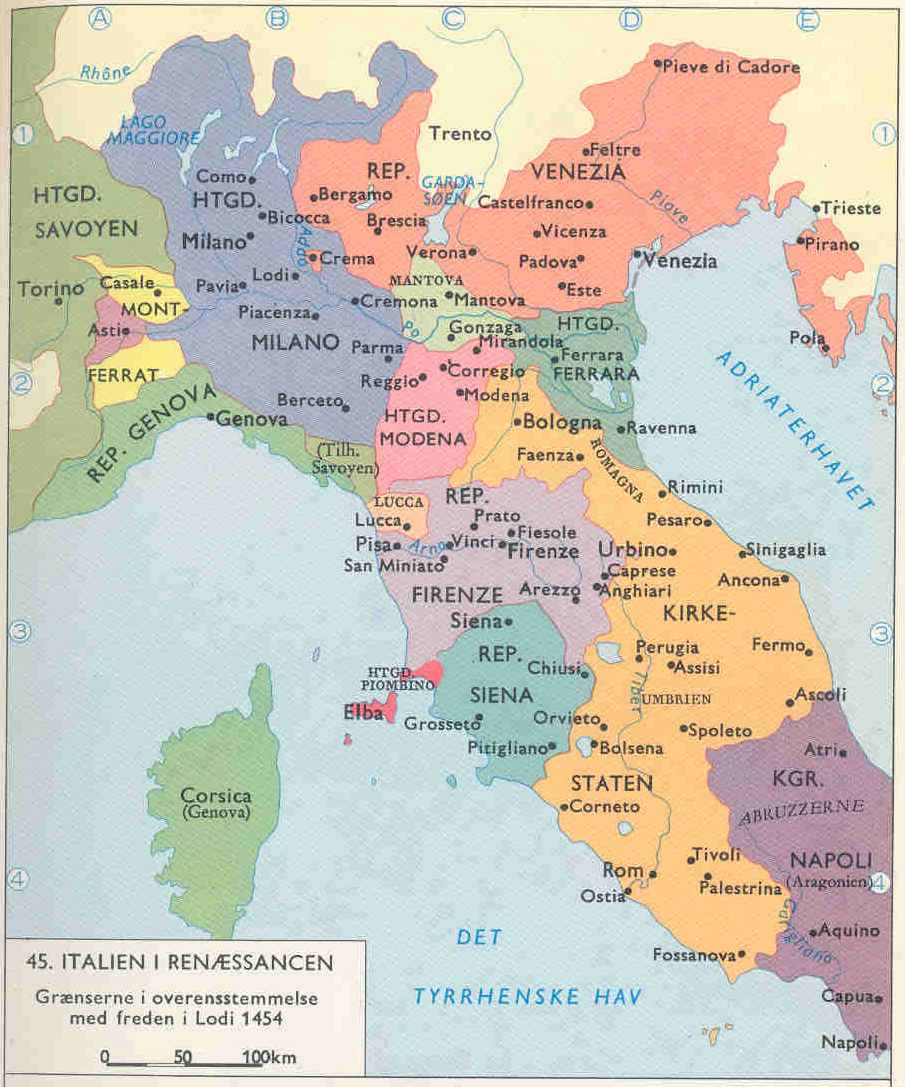 A B C D E
Rhône
Pieve di Cadore
1
LAGO
MAGGIORE
Trento
1
Feltre
REP.
VENEZIA
Como
HTGD.
GARDA-
SØEN
Bergamo
Castelfranco
Piave
HTGD.
SAVOYEN
Bicocca
Brescia
Trieste
Milano
Adda
Vicenza
Pirano
Verona
Crema
Padova
Venezia
Torino
Casale
Pavia
Lodi
MANTOVA
Mantova
Este
MONT-
Piacenza
Cremona
Po
Gonzaga
HTGD.
Asti
MILANO
Parma
Mirandola
Ferrara
Pola
2
FERRAT
Reggio
Corregio
FERRARA
2
Berceto
Modena
REP. GENOVA
Genova
HTGD.
MODENA
Bologna
Ravenna
ADRIATERHAVET
(Tilh.
Savoyen)
Faenza
ROMAGNA
LUCCA
REP.
Rimini
Lucca
Prato
Pesaro
Pisa
Arno
Vinci
Fiesole
Firenze
Urbino
Sinigaglia
San Miniato
Caprese
Ancona
FIRENZE
Arezzo
Anghiari
KIRKE-
Siena
3
REP.
Perugia
Fermo
3
HTGD.
PIOMBINO
Chiusi
Assisi
SIENA
Tiber
UMBRIEN
Ascoli
Elba
Grosseto
Orvieto
Spoleto
Pitigliano
Bolsena
Atri
STATEN
KGR.
Corsica
(Genova)
Corneto
ABRUZZERNE
Tivoli
NAPOLI
4
Rom
Palestrina
(Aragonien)
4
Ostia
Garigliano
Aquino
DET
TYRRHENSKE HAV
Fossanova
Capua
Napoli
45. ITALIEN I RENÆSSANCEN
Grænserne i overensstemmelse
med freden i Lodi 1454
0 50 100km